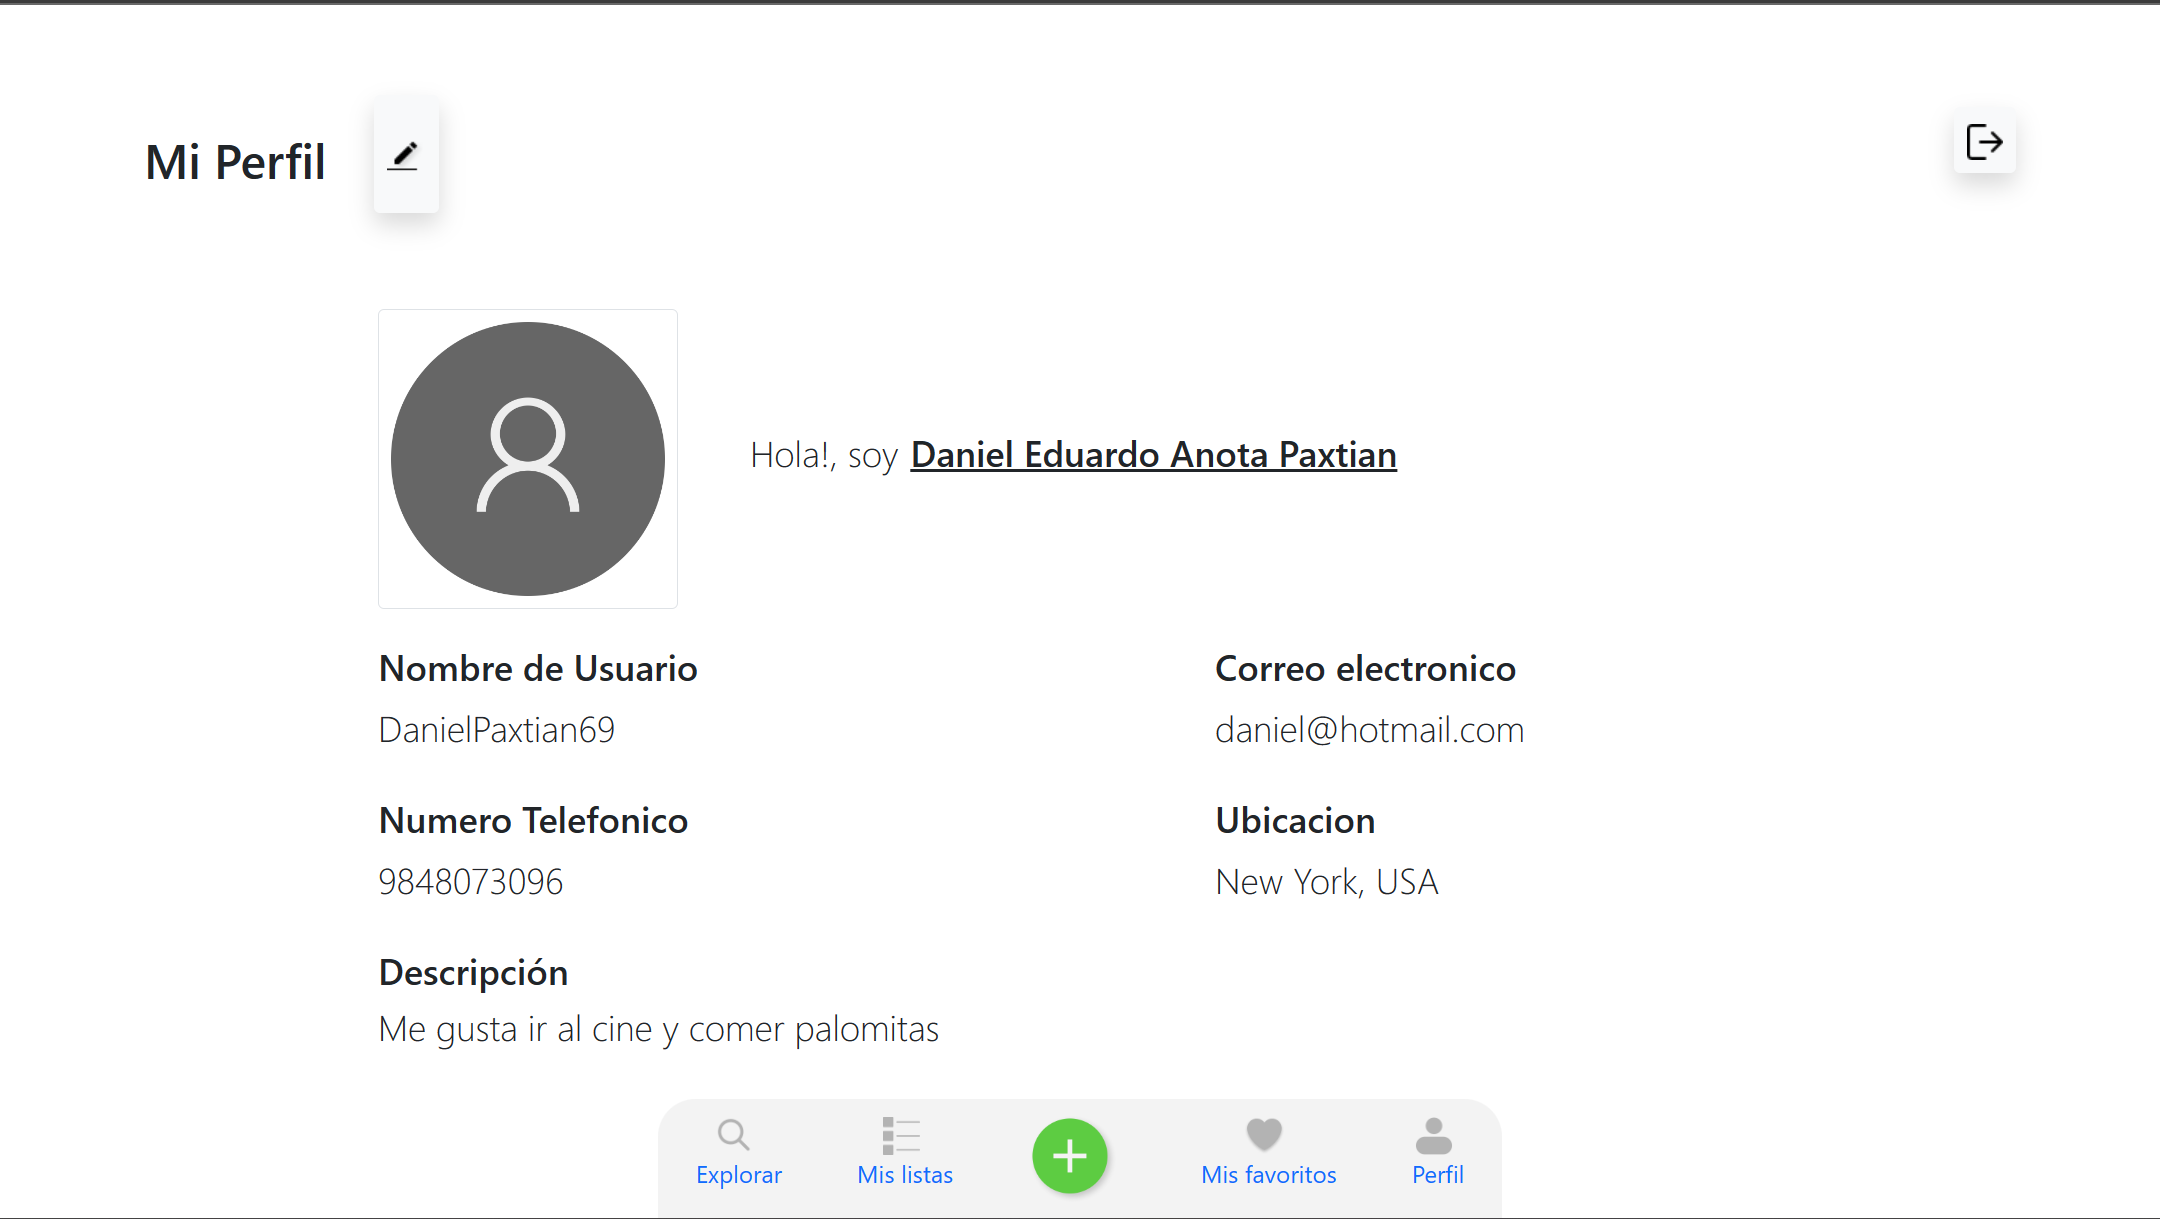 Mi Perfil
Hola!, soy Daniel Eduardo Anota Paxtian
Nombre de Usuario
DanielPaxtian69
Correo electronico
daniel@hotmail.com
Numero Telefonico
9848073096
Ubicacion
New York, USA
Descripción
Me gusta ir al cine y comer palomitas
Explorar
Mis listas
Mis favoritos
Perfil